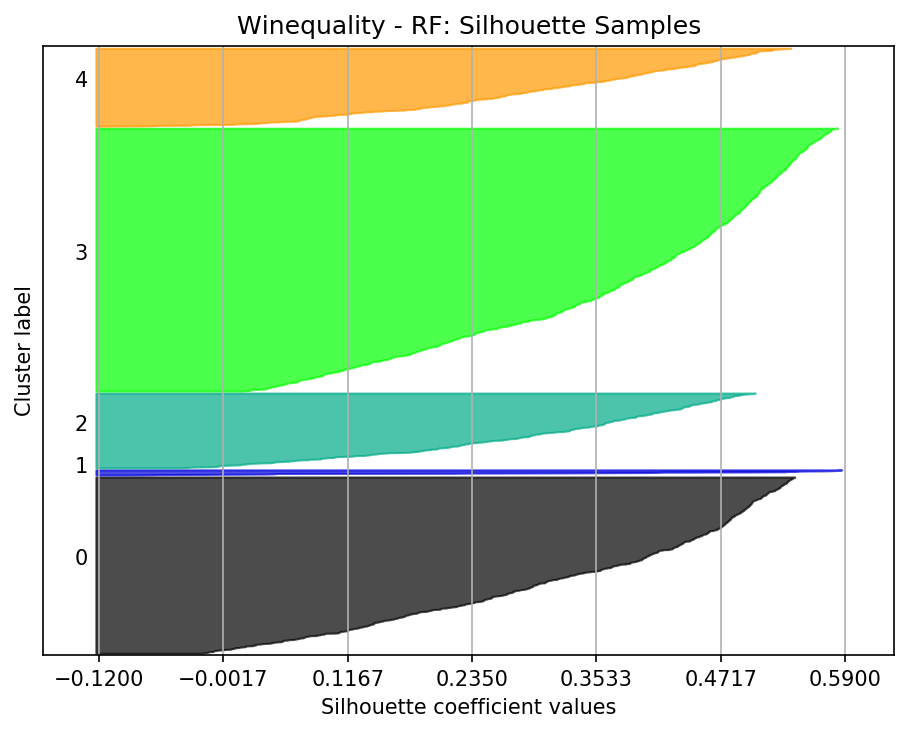 Winequality - RF: Silhouette Samples
4
3
2
1
0
Cluster label
−0.1200 −0.0017 0.1167 0.2350 0.3533 0.4717 0.5900
Silhouette coefficient values